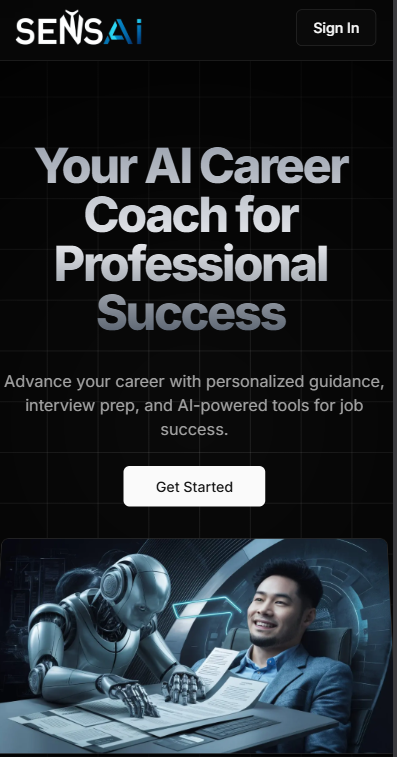 SENSAi
Sign In
Your AI Career
Coach for
Professional
Success
Advance your career with personalized guidance,
interview prep, and AI-powered tools for job
success.
Get Started